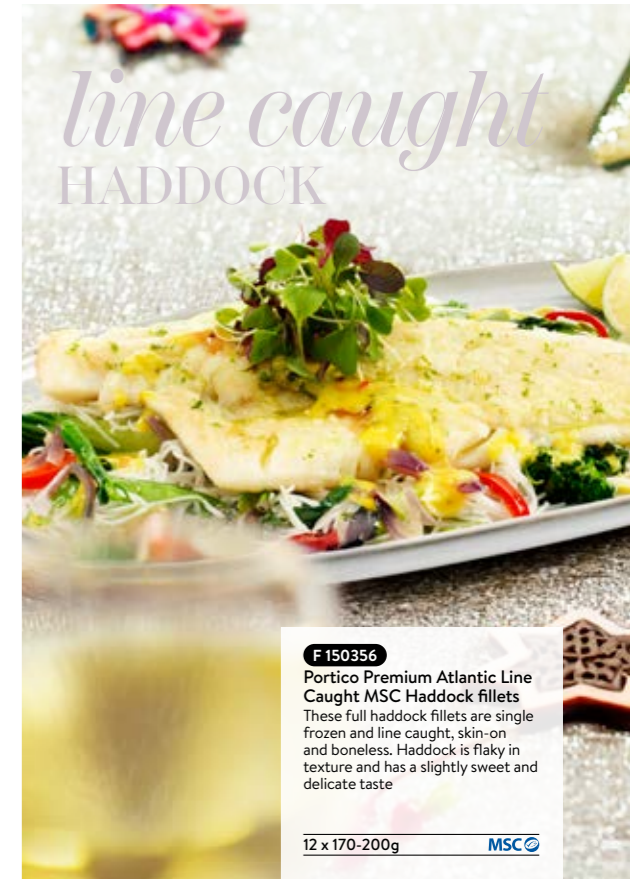 line caught
HADDOCK
F 150356
Portico Premium Atlantic Line
Caught MSC Haddock fillets
These full haddock fillets are single
frozen and line caught, skin-on
and boneless. Haddock is flaky in
texture and has a slightly sweet and
delicate taste
12 x 170-200g
MSC